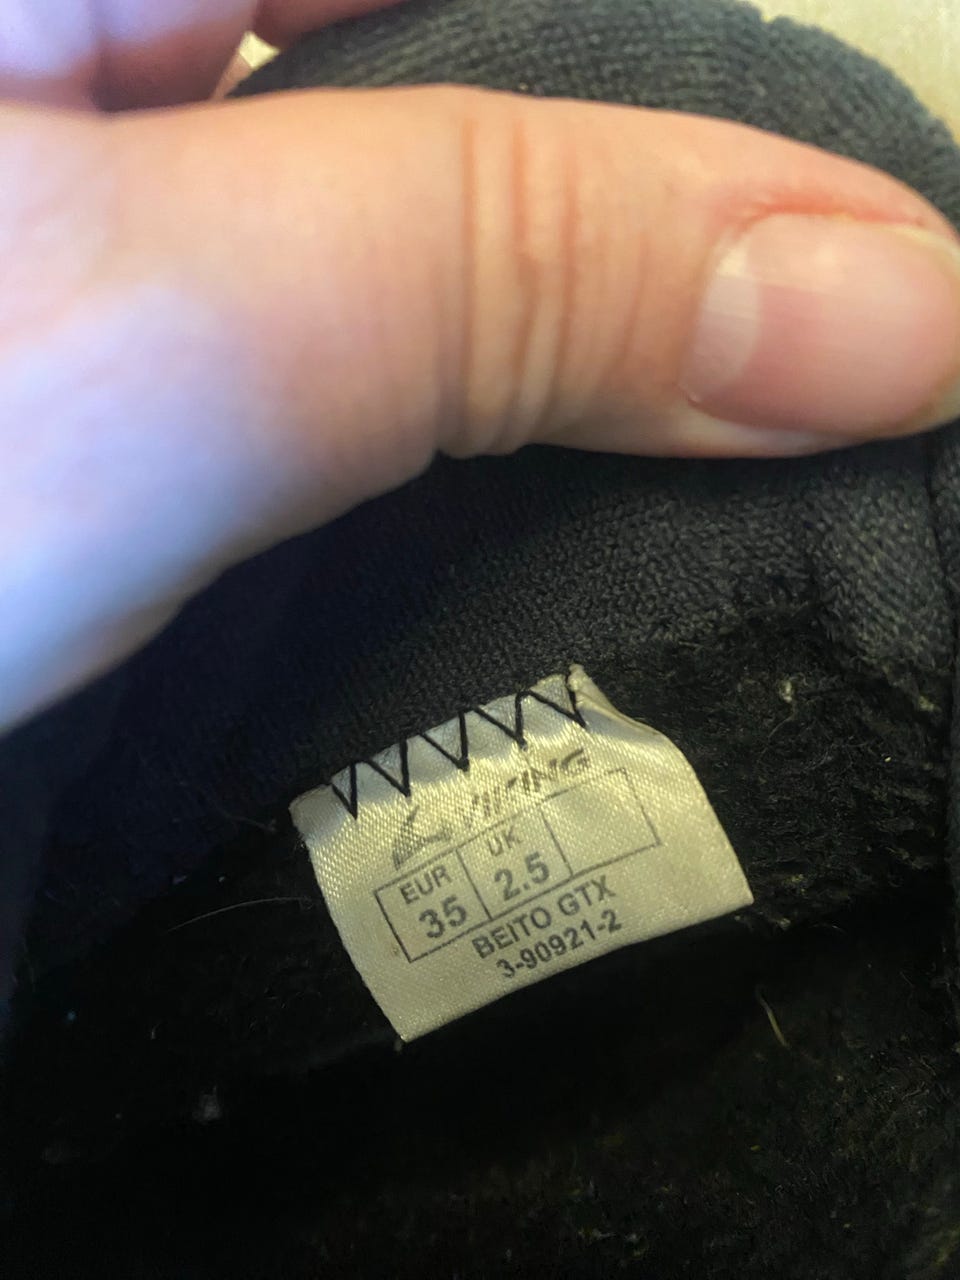 VIKING
EUR UK
35 2.5
BEITO GTX
3-90921-2